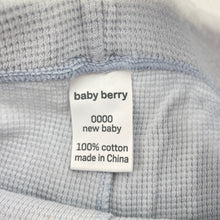 baby berry
0000
new baby
100% cotton
made in China